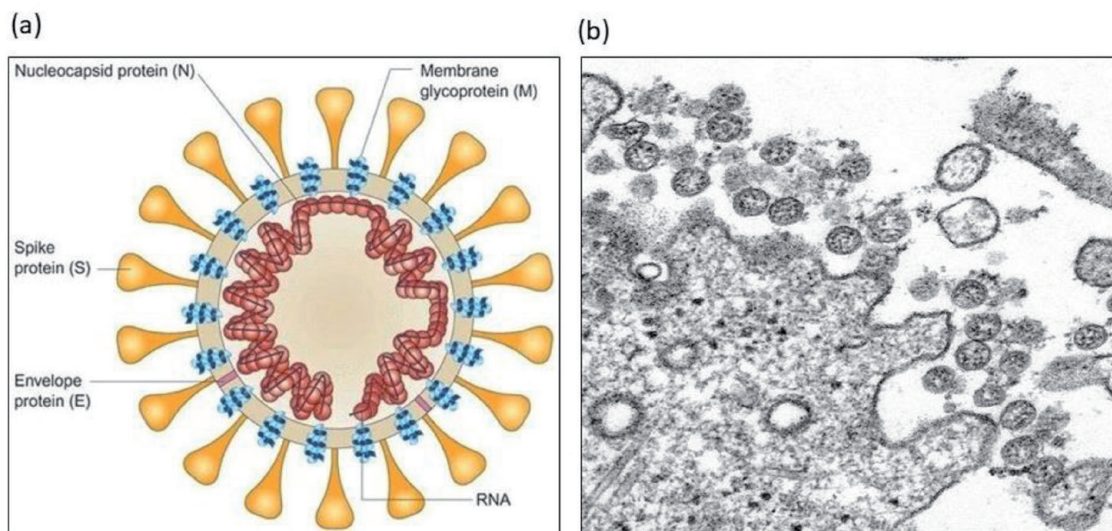 (a)
(b)
Nucleocapsid protein (N)
Membrane
glycoprotein (M)
Spike
protein (S)
Envelope
protein (E)
RNA